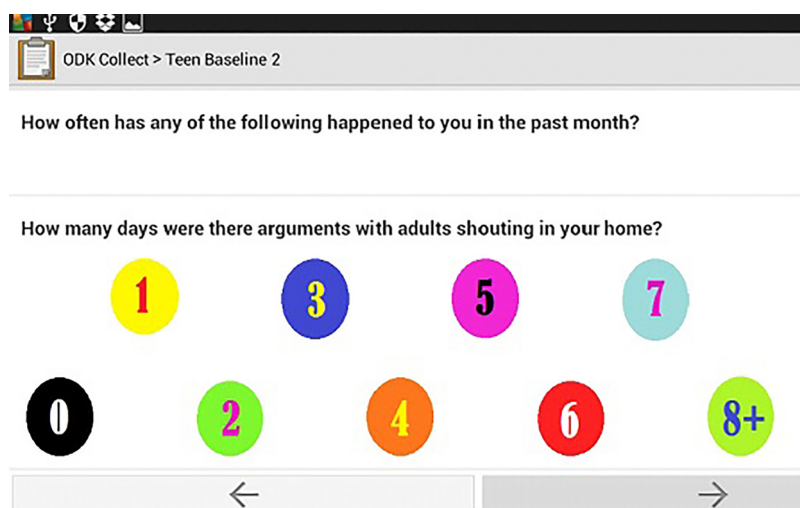 ODK Collect > Teen Baseline 2
How often has any of the following happened to you in the past month?
How many days were there arguments with adults shouting in your home?
1 3 5 7
0 2 4 6 8+